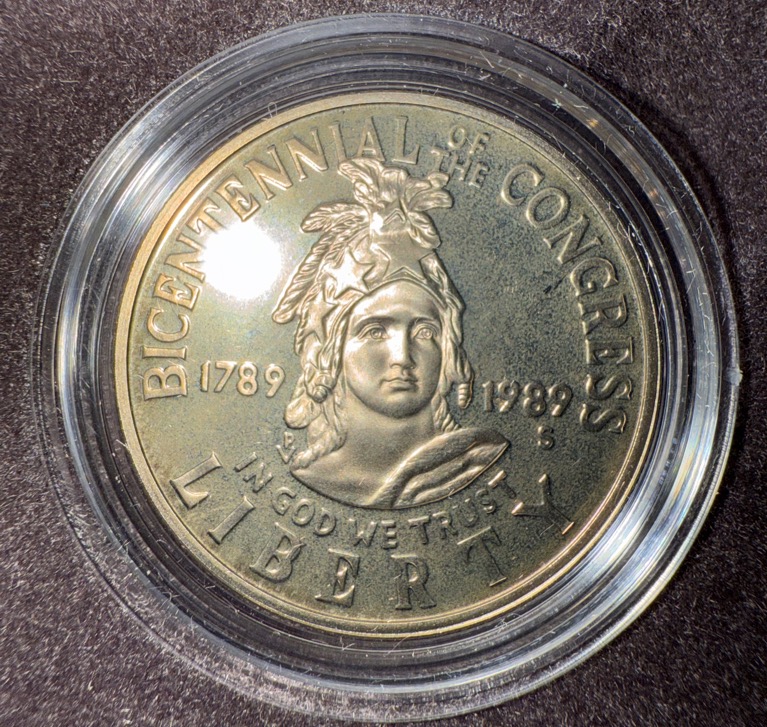 BICENTENNIAL OF THE CONGRESS
1789
1989
S
IN GOD WE TRUST
LIBERTY